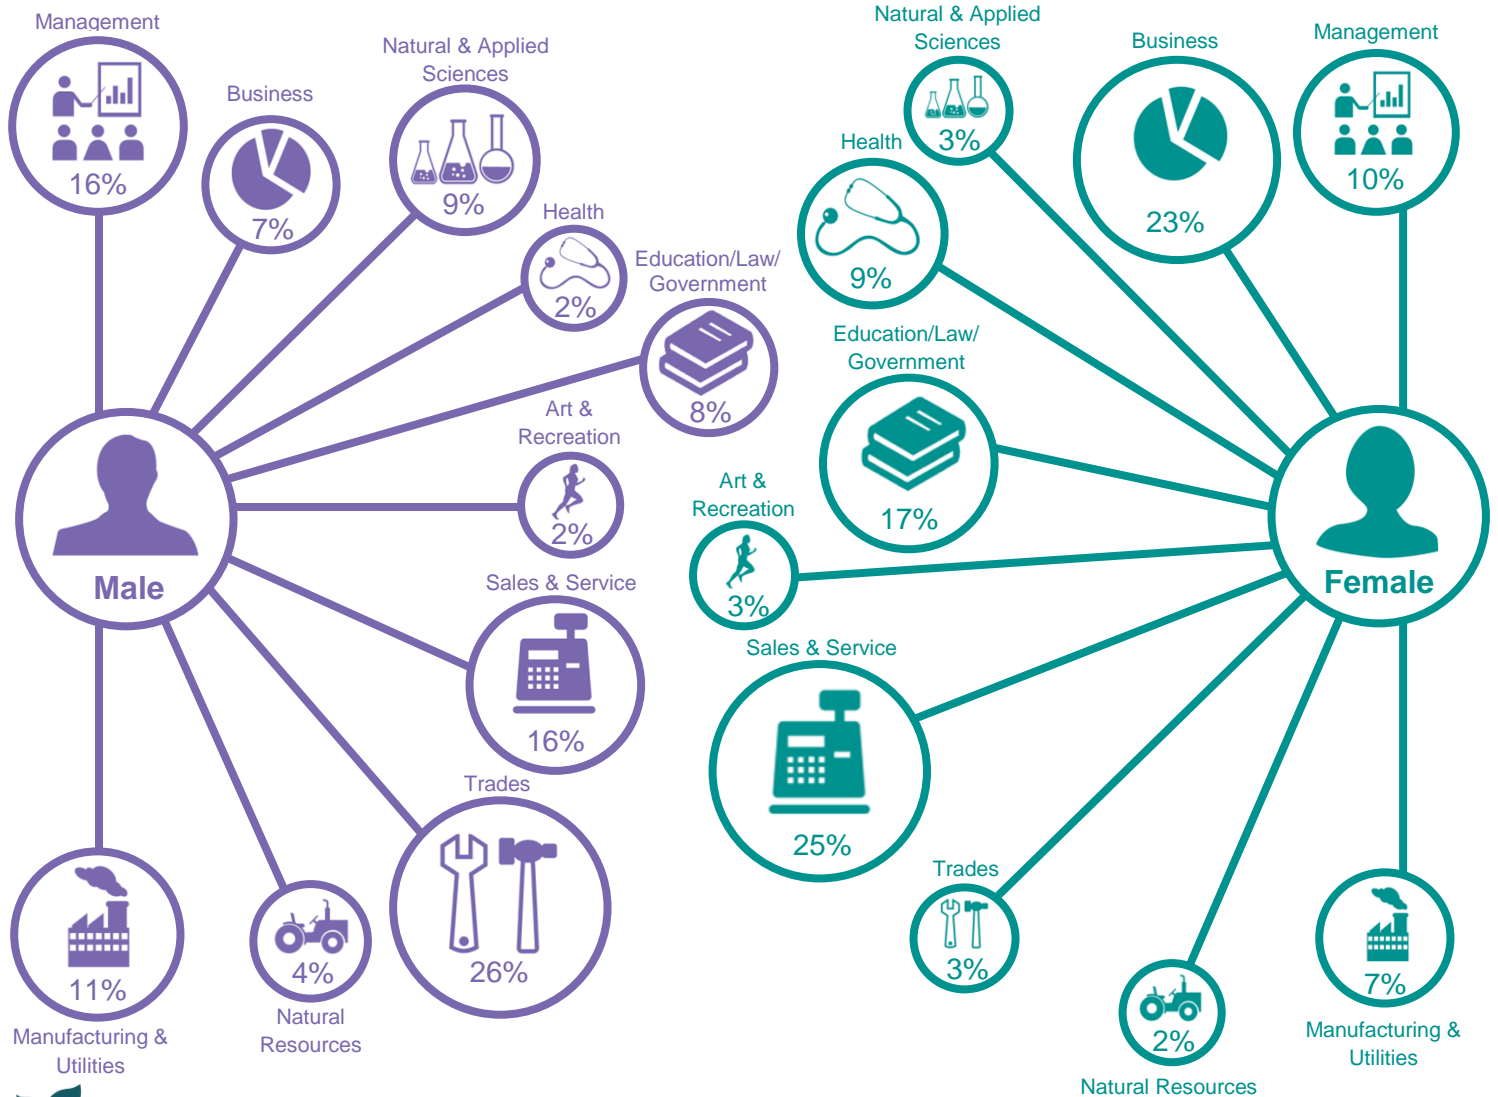 Management
16%
Business
7%
Natural & Applied
Sciences
9%
Health
2%
Education/Law/
Government
8%
Art &
Recreation
2%
Male
Sales & Service
16%
Trades
26%
Natural
Resources
4%
Manufacturing &
Utilities
11%
Natural & Applied
Sciences
3%
Business
23%
Management
10%
Health
9%
Education/Law/
Government
17%
Art &
Recreation
3%
Female
Sales & Service
25%
Trades
3%
2%
Natural Resources
7%
Manufacturing &
Utilities